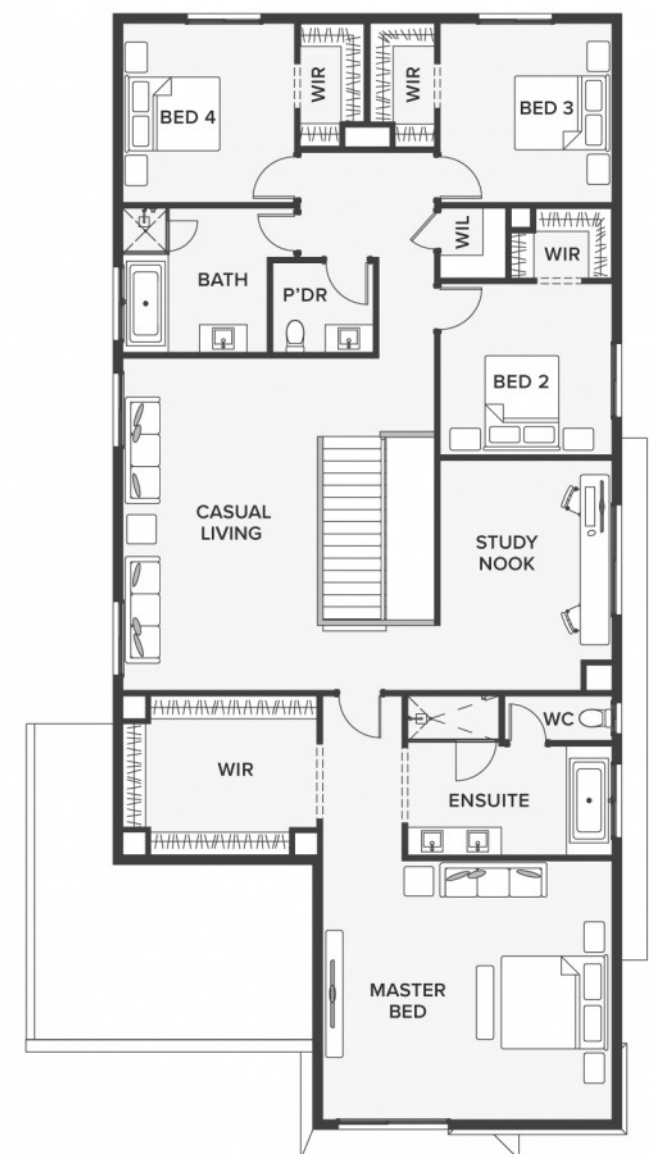 WIR
WIR
BED 4
BED 3
WIL
WIR
BATH
P'DR
BED 2
CASUAL
LIVING
STUDY
NOOK
WC
WIR
ENSUITE
MASTER
BED